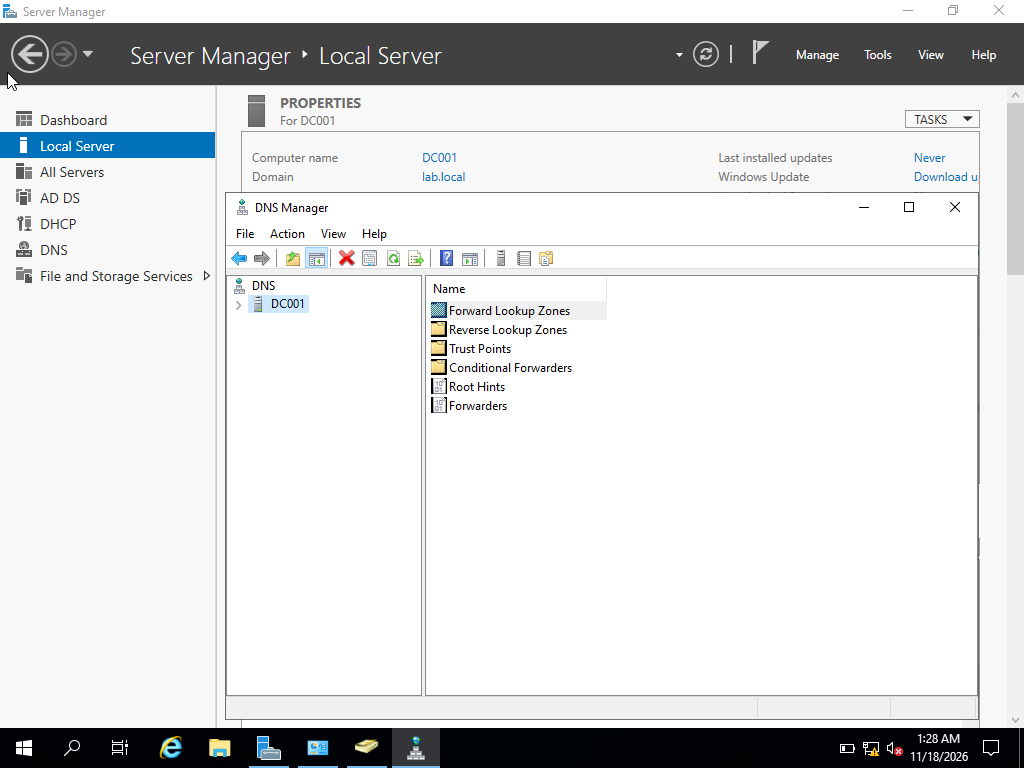 Server Manager
Server Manager ‣ Local Server
Manage Tools View Help
Dashboard
Local Server
All Servers
AD DS
DHCP
DNS
File and Storage Services
PROPERTIES
For DC001
TASKS
Computer name DC001 Last installed updates Never
Domain lab.local Windows Update Download u
DNS Manager
File Action View Help
DNS
DC001
Name
Forward Lookup Zones
Reverse Lookup Zones
Trust Points
Conditional Forwarders
Root Hints
Forwarders
1:28 AM
11/18/2026